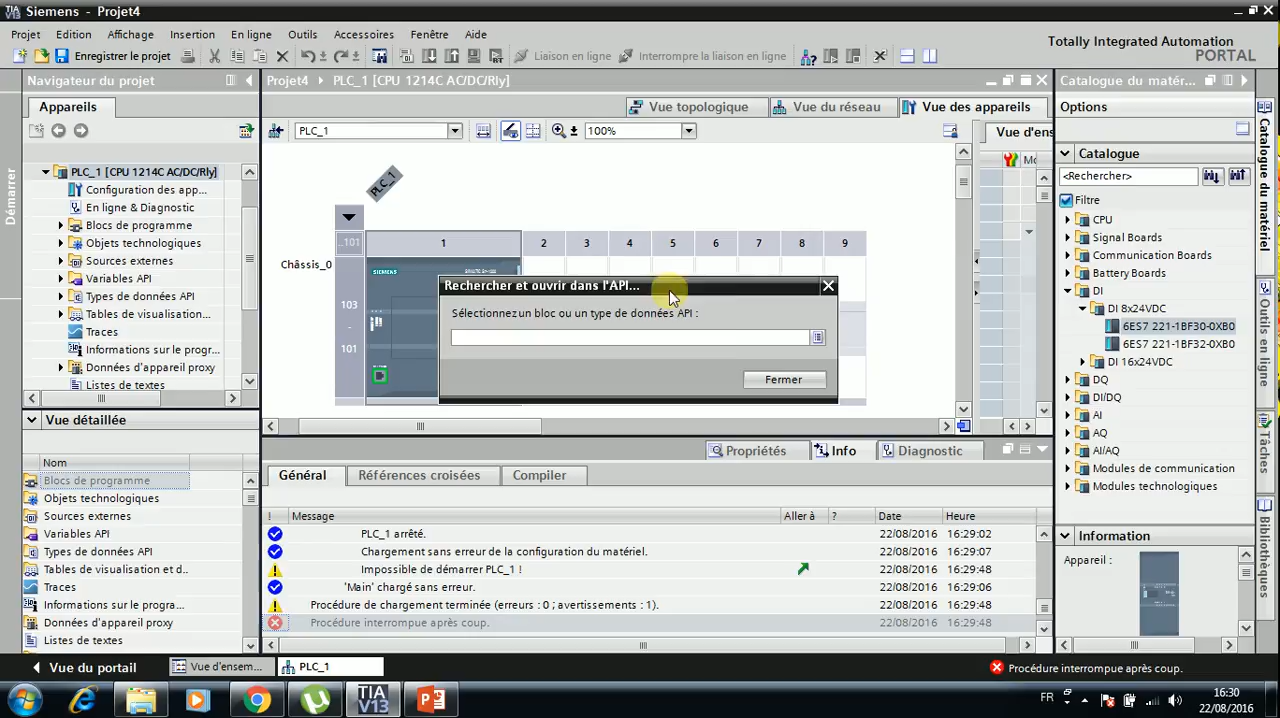 TIA V13 Siemens - Projet4
Projet Edition Affichage Insertion En ligne Outils Accessoires Fenêtre Aide
Totally Integrated Automation
PORTAL
Enregistrer le projet Liaison en ligne Interrompre la liaison en ligne
Navigateur du projet
Projet4 PLC_1 [CPU 1214C AC/DC/Rly]
Catalogue du matér...
Appareils
Vue topologique Vue du réseau Vue des appareils
Options
PLC_1 100%
Vue d'ens
Mo
Démarrer
PLC_1 [CPU 1214C AC/DC/Rly]
Configuration des app...
En ligne & Diagnostic
Blocs de programme
Objets technologiques
Sources externes
Variables API
Types de données API
Tables de visualisation...
Traces
Informations sur le progr...
Données d'appareil proxy
Listes de textes
PLC_1
...101 1 2 3 4 5 6 7 8 9
Châssis_0
SIEMENS
103
-
101
Rechercher et ouvrir dans l'API...
Sélectionnez un bloc ou un type de données API :
Fermer
Catalogue
<Rechercher>
Filtre
CPU
Signal Boards
Communication Boards
Battery Boards
DI
DI 8x24VDC
6ES7 221-1BF30-0XB0
6ES7 221-1BF32-0XB0
DI 16x24VDC
DQ
DI/DQ
AI
AQ
AI/AQ
Modules de communication
Modules technologiques
Information
Appareil :
Catalogue du matériel
Outils en ligne
Tâches
Bibliothèques
Vue détaillée
Nom
Blocs de programme
Objets technologiques
Sources externes
Variables API
Types de données API
Tables de visualisation et d..
Traces
Informations sur le progra...
Données d'appareil proxy
Listes de textes
Propriétés Info Diagnostic
Général Références croisées Compiler
! Message Aller à ? Date Heure
PLC_1 arrêté. 22/08/2016 16:29:02
Chargement sans erreur de la configuration du matériel. 22/08/2016 16:29:07
Impossible de démarrer PLC_1 ! 22/08/2016 16:29:48
'Main' chargé sans erreur. 22/08/2016 16:29:06
Procédure de chargement terminée (erreurs : 0 ; avertissements : 1). 22/08/2016 16:29:48
Procédure interrompue après coup. 22/08/2016 16:29:48
Vue du portail Vue d'ensem... PLC_1 Procédure interrompue après coup.
TIA V13 FR 16:30
22/08/2016